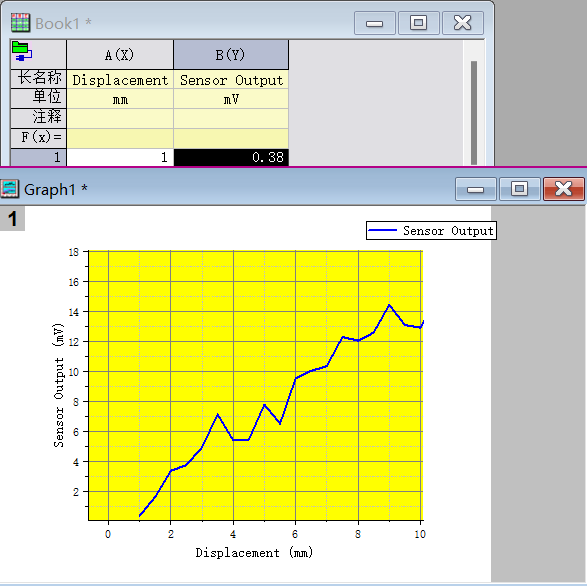 Book1 *
A(X) B(Y)
长名称 Displacement Sensor Output
单位 mm mV
注释
F(x)=
1 1 0.38
Graph1 *
1
Sensor Output
18
16
14
12
10
8
6
4
2
Sensor Output (mV)
0 2 4 6 8 10
Displacement (mm)